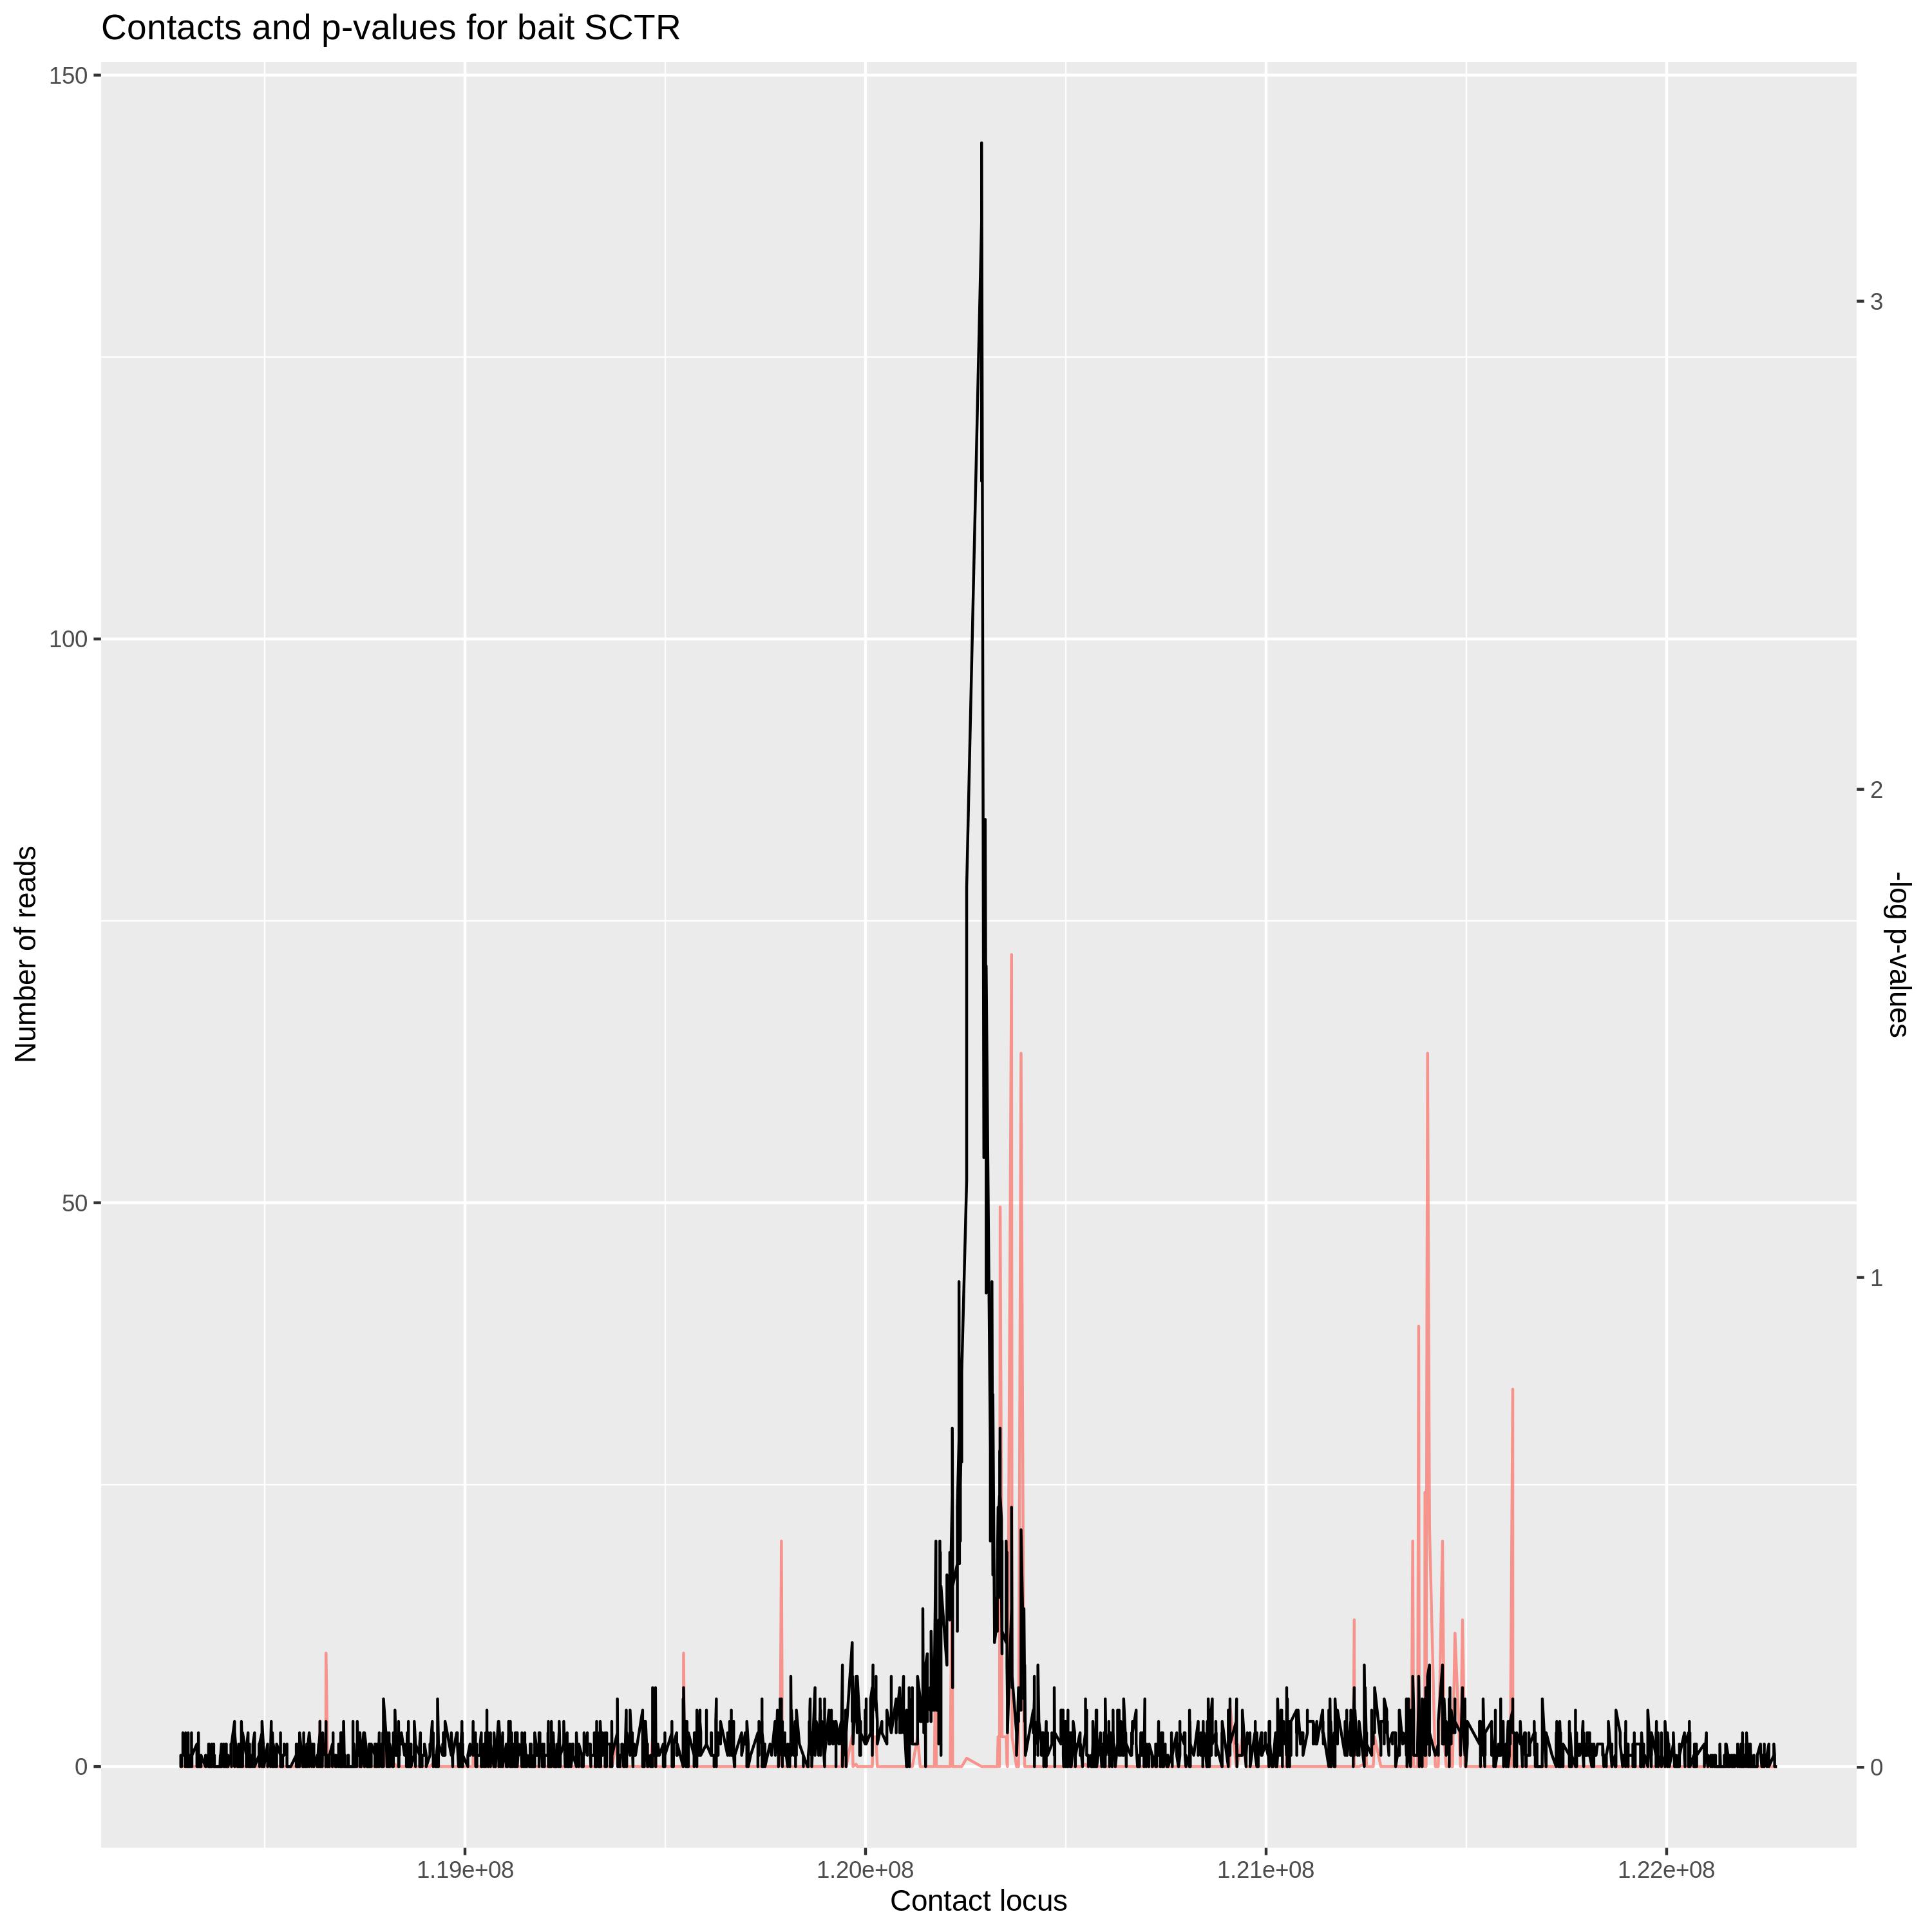 Contacts and p-values for bait SCTR
150
100
50
0
Number of reads
3
2
1
0
-log p-values
1.19e+08
1.20e+08
1.21e+08
1.22e+08
Contact locus